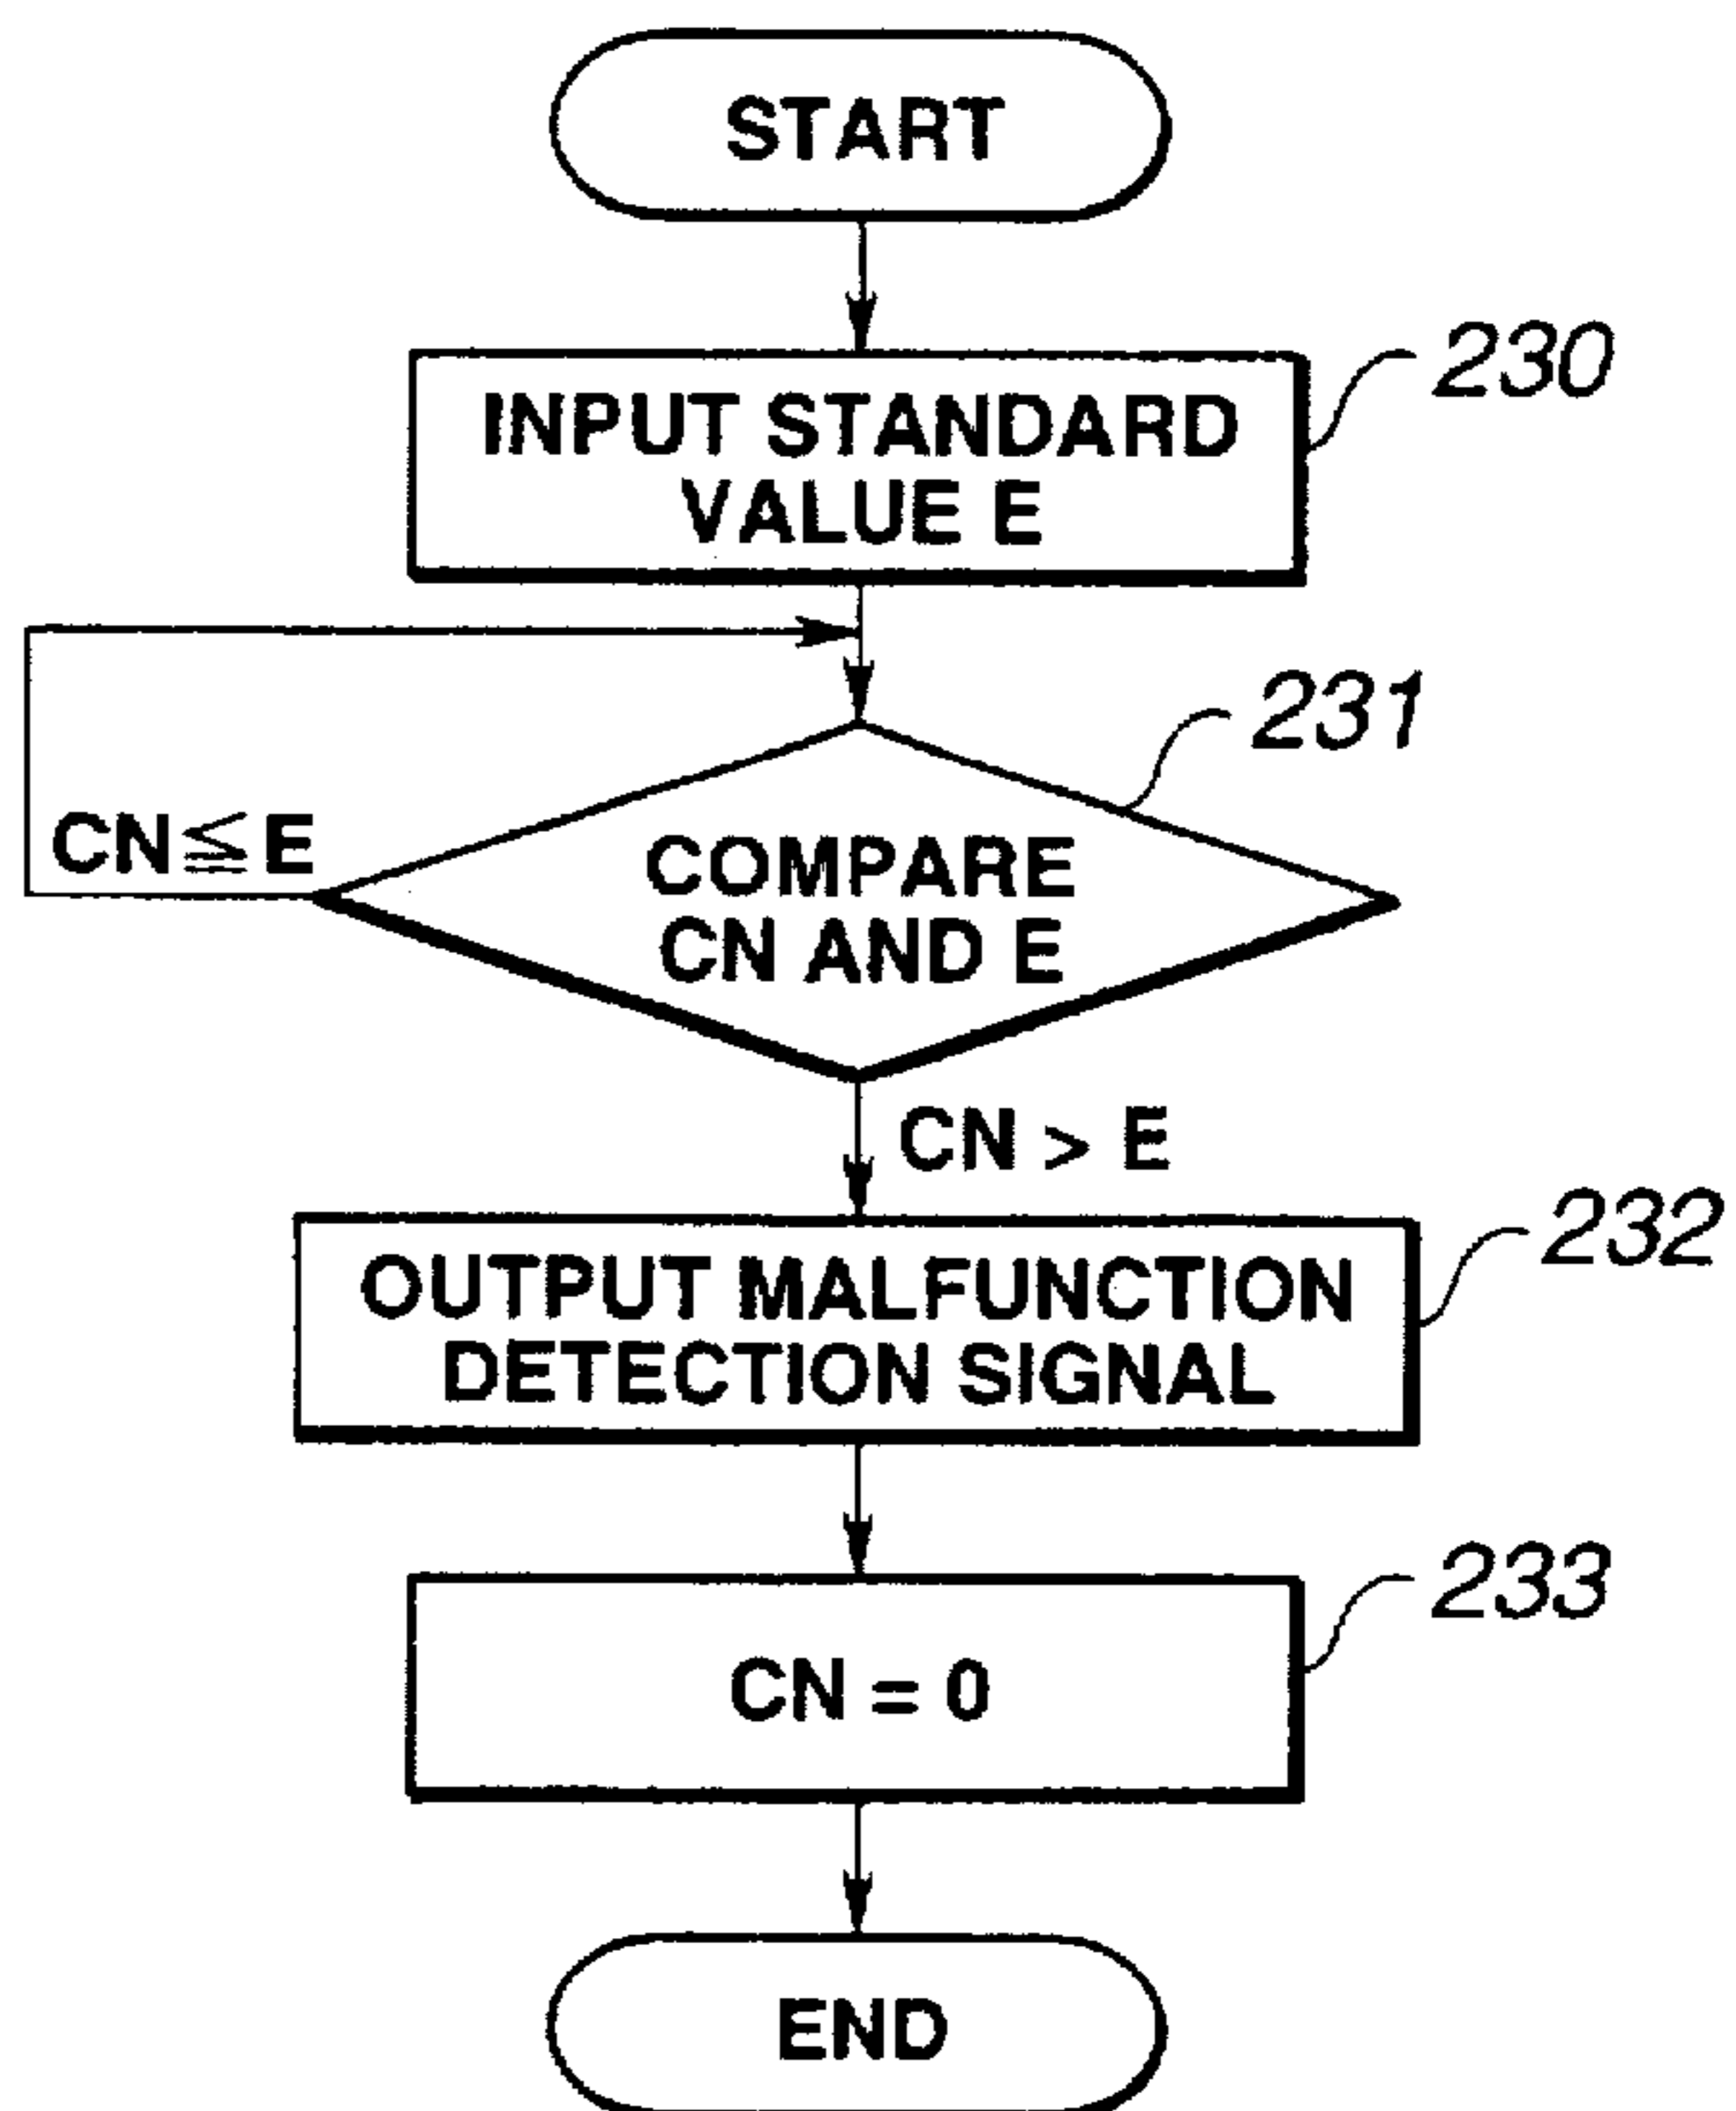 START
INPUT STANDARD
VALUE E
230
231
CN≦E
COMPARE
CN AND E
CN > E
OUTPUT MALFUNCTION
DETECTION SIGNAL
232
CN = 0
233
END